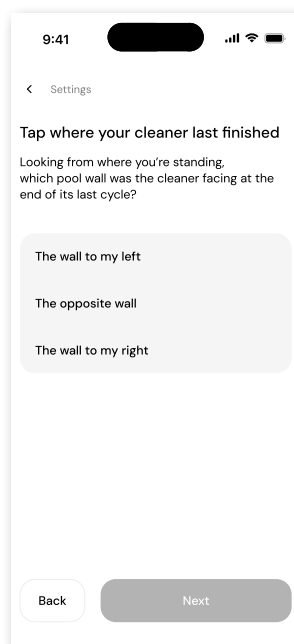 9:41
Settings
Tap where your cleaner last finished
Looking from where you’re standing,
which pool wall was the cleaner facing at the
end of its last cycle?
The wall to my left
The opposite wall
The wall to my right
Back
Next